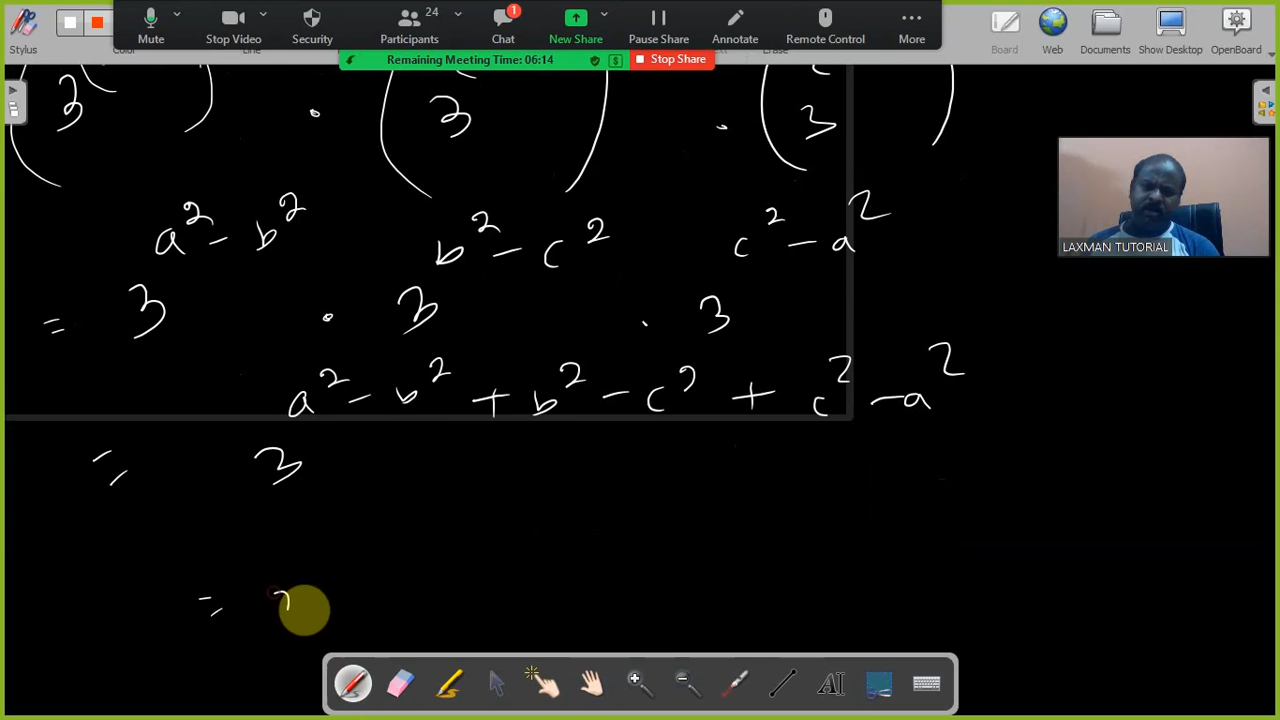 24
1
Mute
Stop Video
Security
Participants
Chat
New Share
Pause Share
Annotate
Remote Control
More
Stylus
Board
Web
Documents
Show Desktop
OpenBoard
Remaining Meeting Time: 06:14
Stop Share
3 . 3 . 3
LAXMAN TUTORIAL
a² - b² b² - c² c² - a²
= 3 . 3 . 3
a² - b² + b² - c² + c² - a²
= 3
=